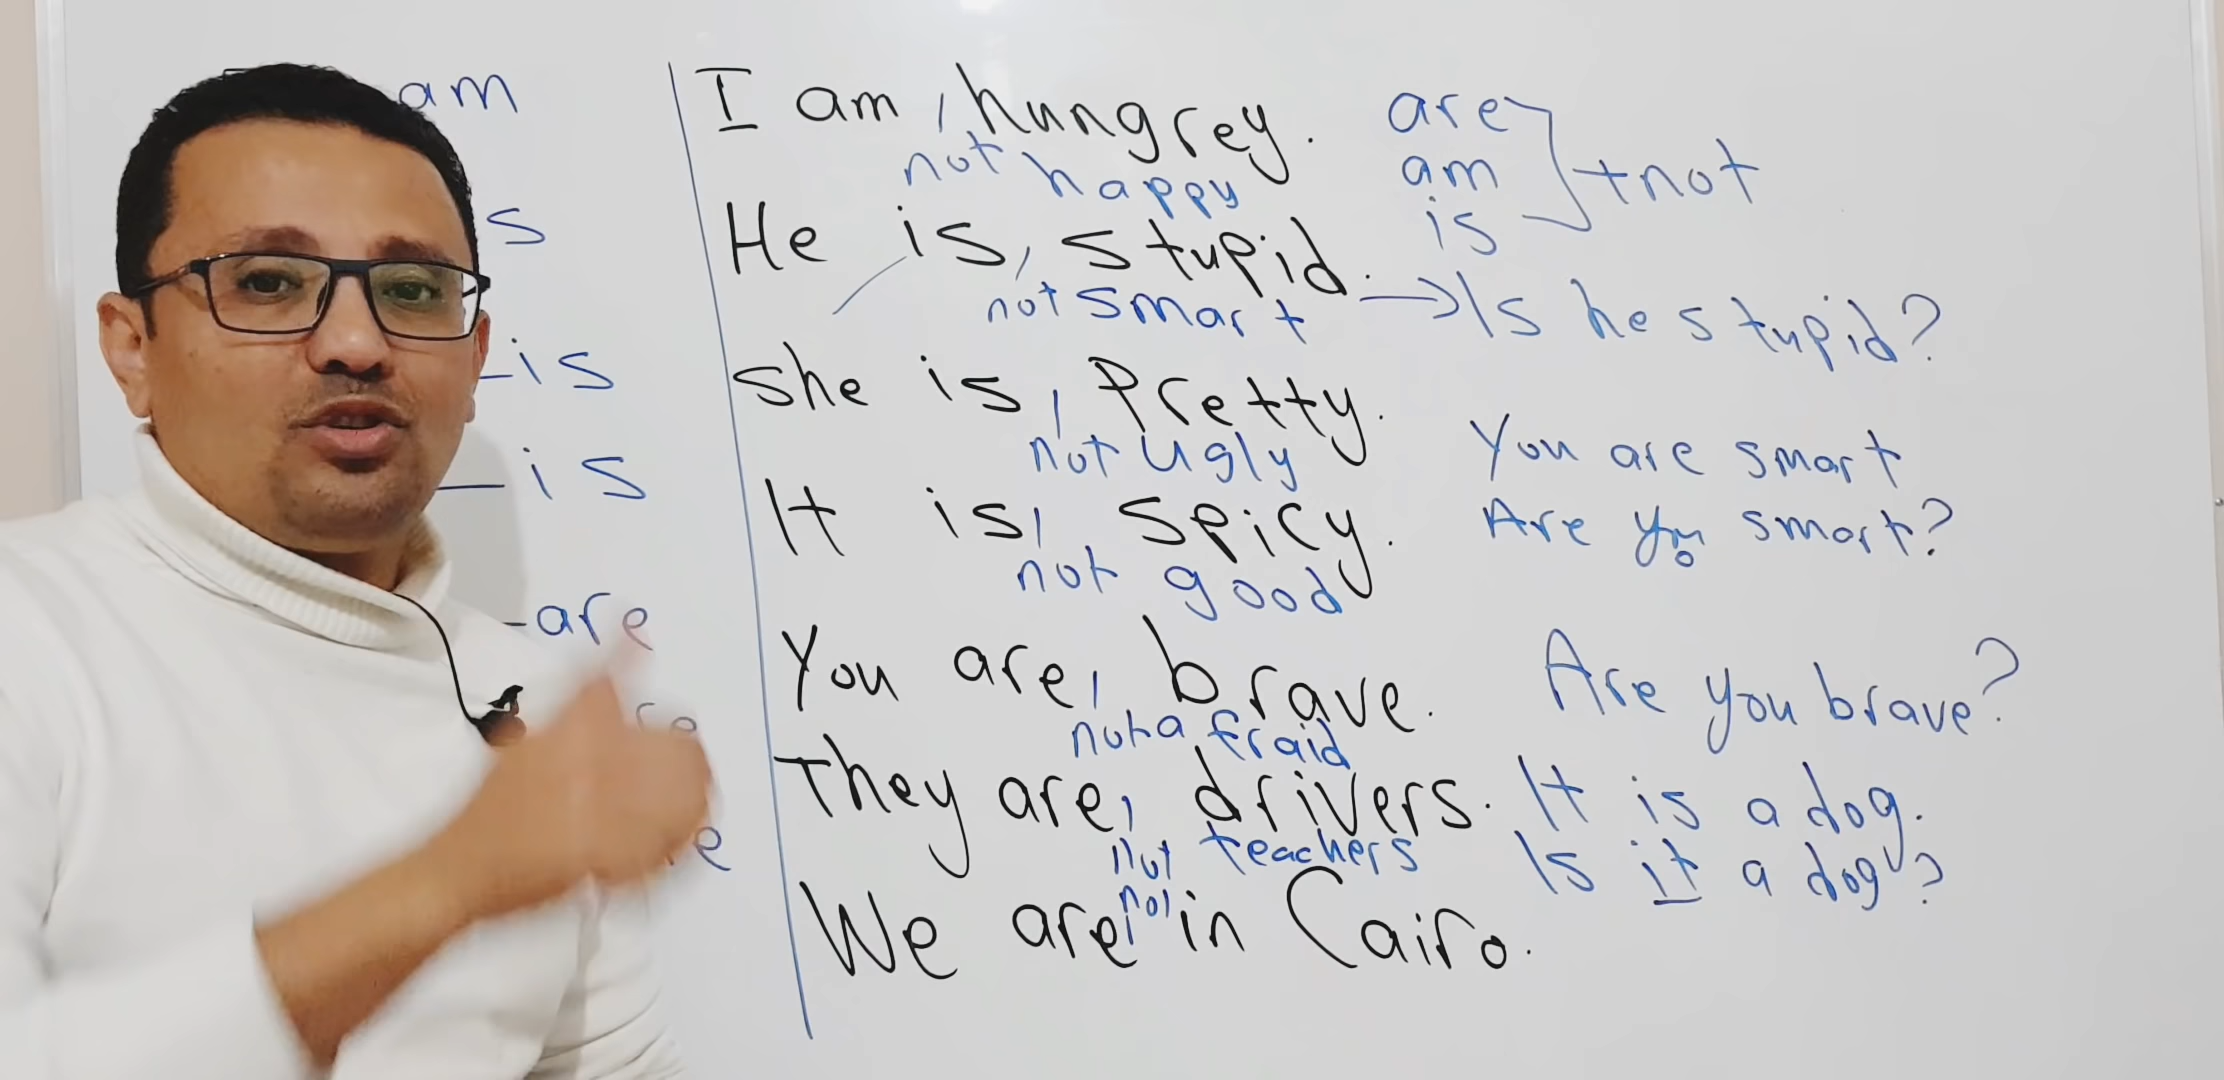 am
s
is
is
are
re
e
I am hungrey.
not happy
He is stupid.
not smart
She is Pretty.
not ugly
It is spicy.
not good
You are brave.
not afraid
They are drivers.
not teachers
We are not in Cairo.
are
am
is
+not
Is he stupid?
You are smart
Are you smart?
Are you brave?
It is a dog.
Is it a dog?